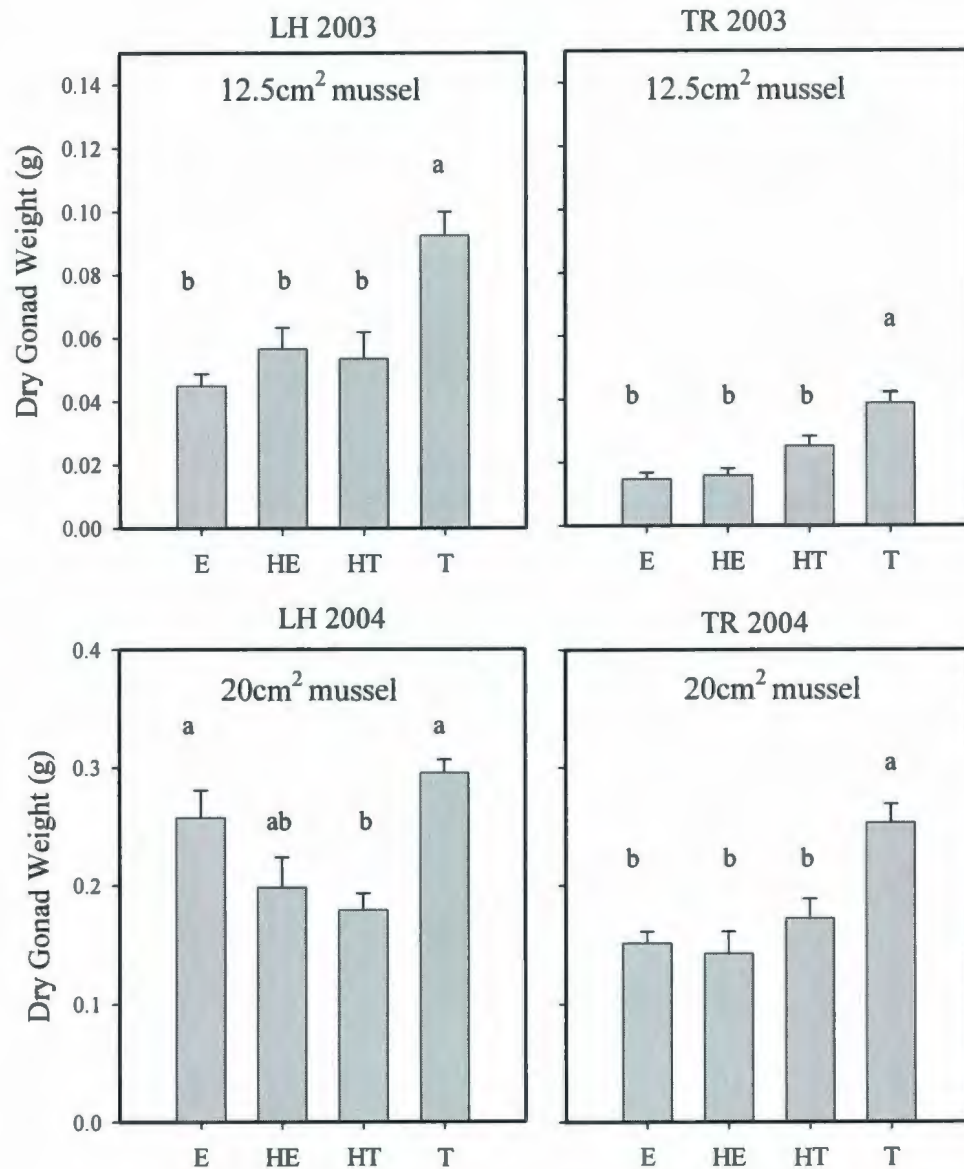 LH 2003
TR 2003
12.5cm² mussel
12.5cm² mussel
Dry Gonad Weight (g)
0.14
0.12
0.10
0.08
0.06
0.04
0.02
0.00
b
b
b
a
b
b
b
a
E HE HT T
E HE HT T
LH 2004
TR 2004
20cm² mussel
20cm² mussel
Dry Gonad Weight (g)
0.4
0.3
0.2
0.1
0.0
a
ab
b
a
b
b
b
a
E HE HT T
E HE HT T